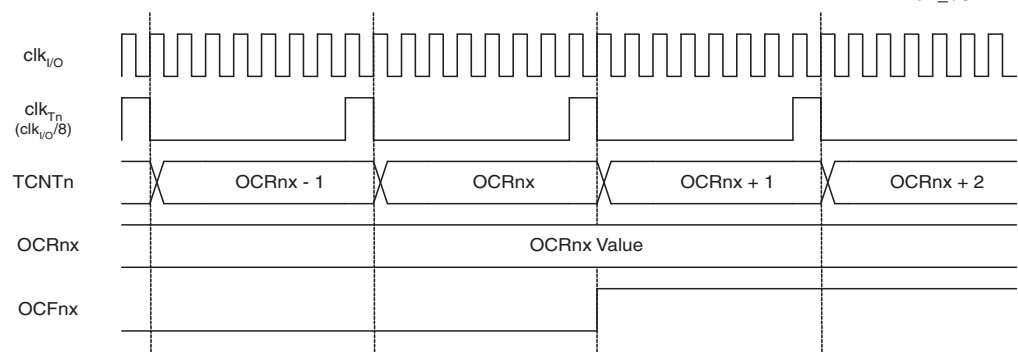 clkI/O
clkTn
(clkI/O/8)
TCNTn OCRnx - 1 OCRnx OCRnx + 1 OCRnx + 2
OCRnx OCRnx Value
OCFnx